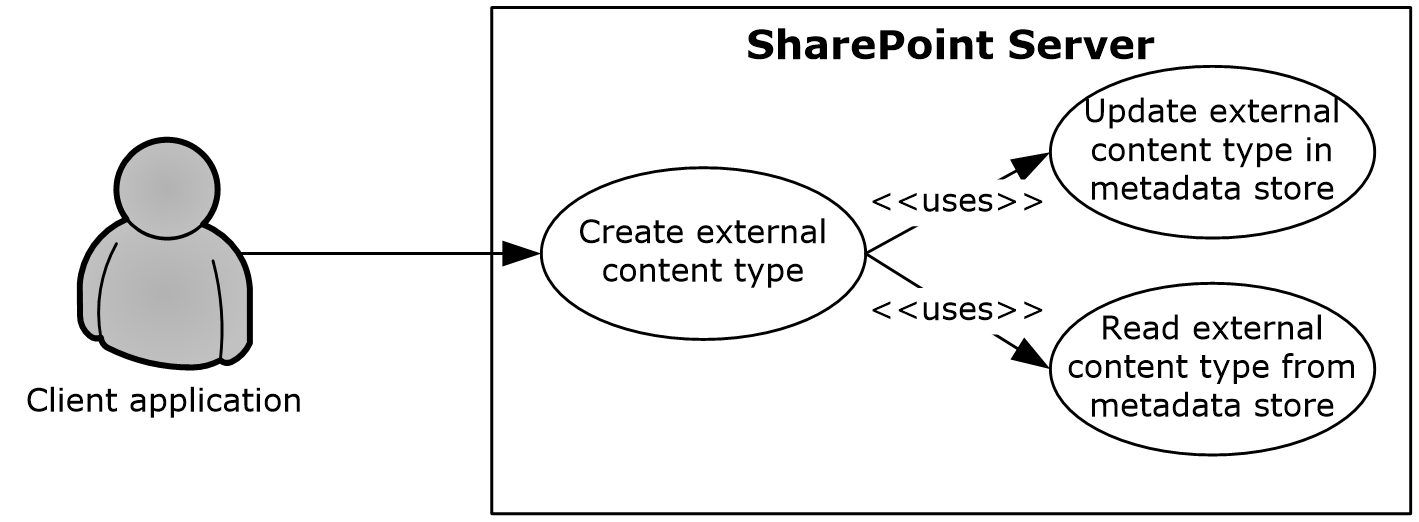 SharePoint Server
Update external
content type in
metadata store
<<uses>>
Create external
content type
<<uses>>
Read external
content type from
metadata store
Client application